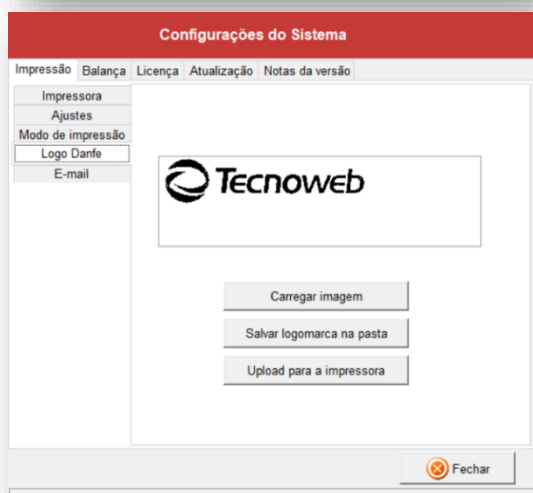 Configurações do Sistema
Impressão Balança Licença Atualização Notas da versão
Impressora
Ajustes
Modo de impressão
Logo Danfe
E-mail
Tecnoweb
Carregar imagem
Salvar logomarca na pasta
Upload para a impressora
Fechar